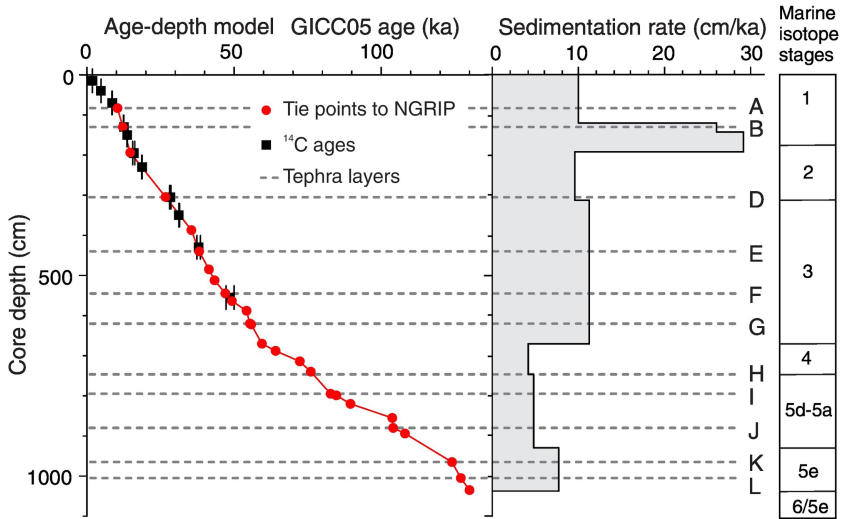 Age-depth model GICC05 age (ka)
0 50 100
Sedimentation rate (cm/ka)
0 10 20 30
Marine
isotope
stages
Core depth (cm)
0
500
1000
Tie points to NGRIP
¹⁴C ages
Tephra layers
A
B
D
E
F
G
H
I
J
K
L
1
2
3
4
5d-5a
5e
6/5e